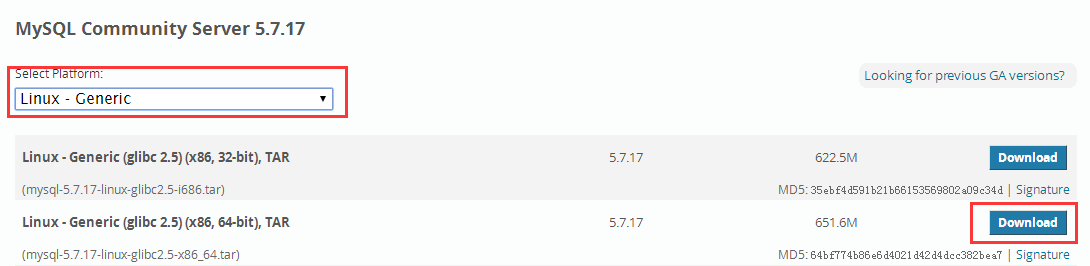 MySQL Community Server 5.7.17
Select Platform:
Looking for previous GA versions?
Linux - Generic
Linux - Generic (glibc 2.5) (x86, 32-bit), TAR 5.7.17 622.5M Download
(mysql-5.7.17-linux-glibc2.5-i686.tar) MD5: 35ebf4d591b21b66153569802a09c34d | Signature
Linux - Generic (glibc 2.5) (x86, 64-bit), TAR 5.7.17 651.6M Download
(mysql-5.7.17-linux-glibc2.5-x86_64.tar) MD5: 64bf774b86e6d4021d42d4dcc382bea7 | Signature